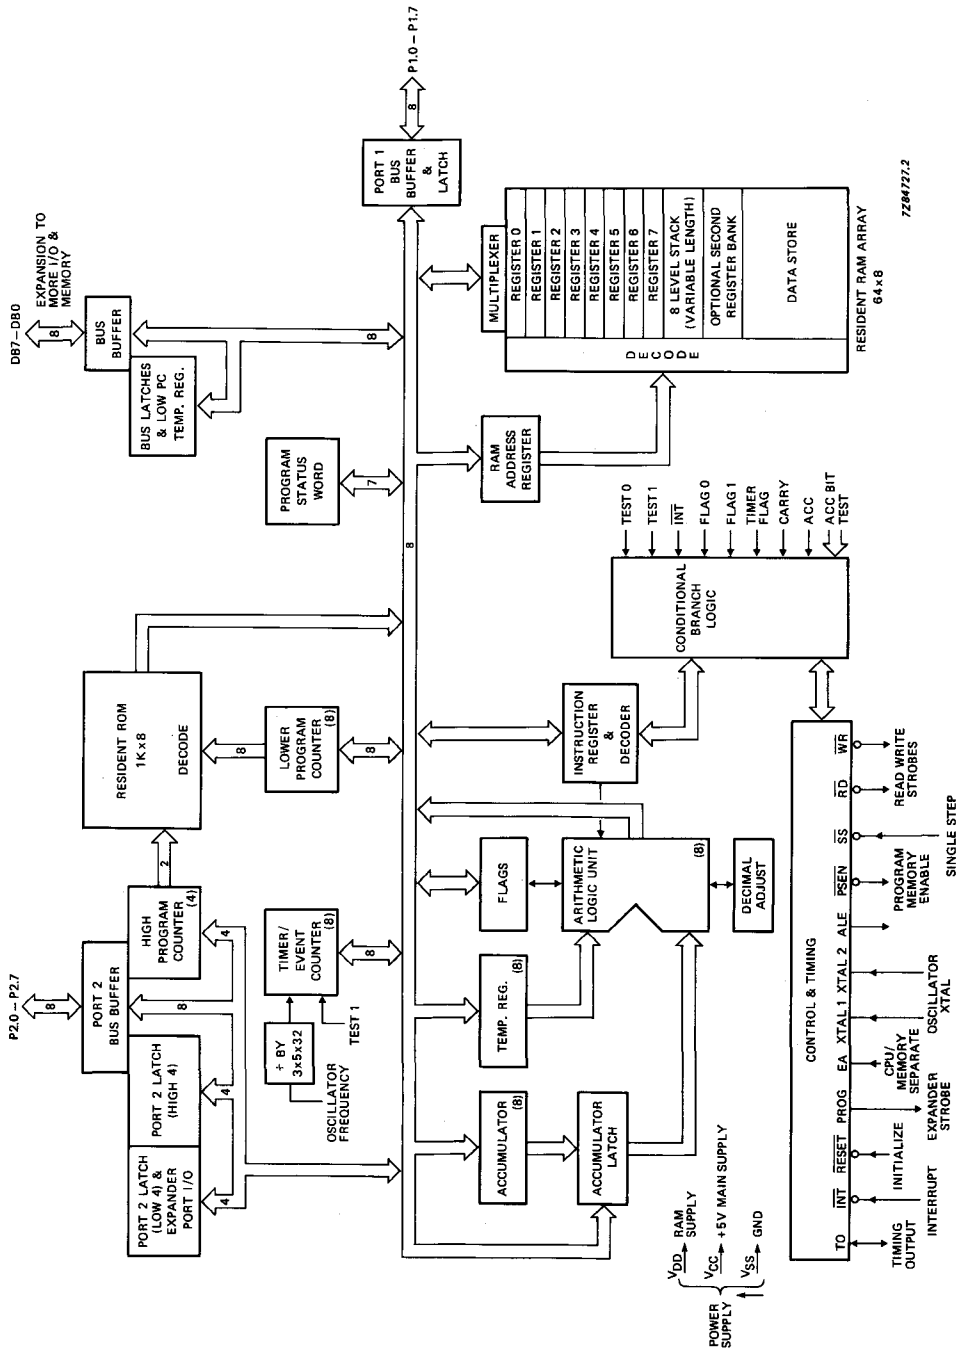 P2.0 – P2.7
8
PORT 2
BUS BUFFER
PORT 2 LATCH
(LOW 4) &
EXPANDER
PORT I/O
PORT 2 LATCH
(HIGH 4)
HIGH
PROGRAM
COUNTER
(4)
4
4
8
4
2
RESIDENT ROM
1K x 8
DECODE
8
LOWER
PROGRAM
COUNTER
(8)
8
OSCILLATOR
FREQUENCY
÷ BY
3x5x32
TEST 1
TIMER/
EVENT
COUNTER
(8)
8
PROGRAM
STATUS
WORD
7
DB7–DB0
8
EXPANSION TO
MORE I/O &
MEMORY
BUS
BUFFER
BUS LATCHES
& LOW PC
TEMP. REG.
8
PORT 1
BUS
BUFFER
&
LATCH
8
P1.0 – P1.7
8
ACCUMULATOR
(8)
ACCUMULATOR
LATCH
TEMP. REG.
(8)
FLAGS
ARITHMETIC
LOGIC UNIT
(8)
DECIMAL
ADJUST
INSTRUCTION
REGISTER
&
DECODER
RAM
ADDRESS
REGISTER
MULTIPLEXER
DECODE
REGISTER 0
REGISTER 1
REGISTER 2
REGISTER 3
REGISTER 4
REGISTER 5
REGISTER 6
REGISTER 7
8 LEVEL STACK
(VARIABLE LENGTH)
OPTIONAL SECOND
REGISTER BANK
DATA STORE
RESIDENT RAM ARRAY
64 x 8
CONDITIONAL
BRANCH
LOGIC
TEST 0
TEST 1
INT
FLAG 0
FLAG 1
TIMER
FLAG
CARRY
ACC
ACC BIT
TEST
POWER
SUPPLY
VDD
RAM
SUPPLY
VCC
+5V MAIN SUPPLY
VSS
GND
CONTROL & TIMING
TO
INT
RESET
PROG
EA
XTAL 1
XTAL 2
ALE
PSEN
SS
RD
WR
TIMING
OUTPUT
INTERRUPT
INITIALIZE
EXPANDER
STROBE
CPU/
MEMORY
SEPARATE
OSCILLATOR
XTAL
PROGRAM
MEMORY
ENABLE
SINGLE STEP
READ WRITE
STROBES
7Z84727.2